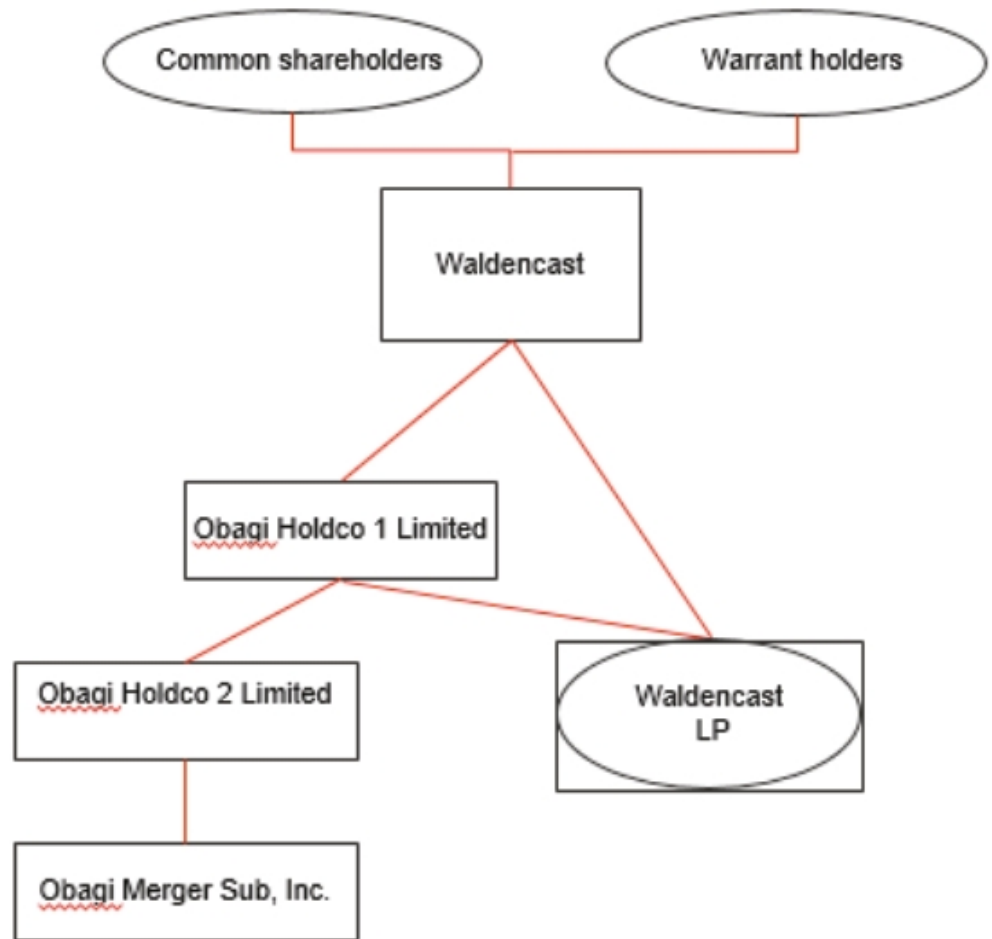 Common shareholders
Warrant holders
Waldencast
Obagi Holdco 1 Limited
Obagi Holdco 2 Limited
Waldencast
LP
Obagi Merger Sub, Inc.